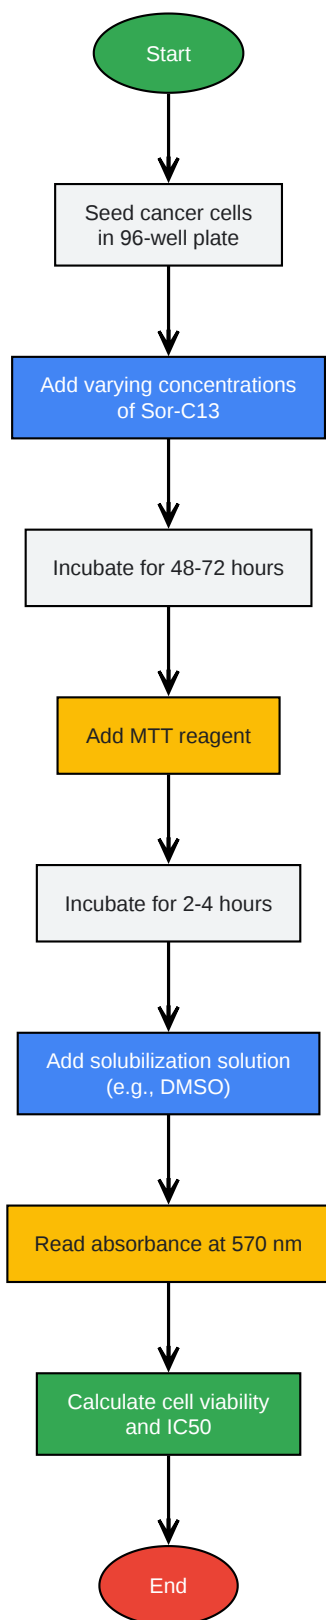 Start
Seed cancer cells
in 96-well plate
Add varying concentrations
of Sor-C13
Incubate for 48-72 hours
Add MTT reagent
Incubate for 2-4 hours
Add solubilization solution
(e.g., DMSO)
Read absorbance at 570 nm
Calculate cell viability
and IC50
End